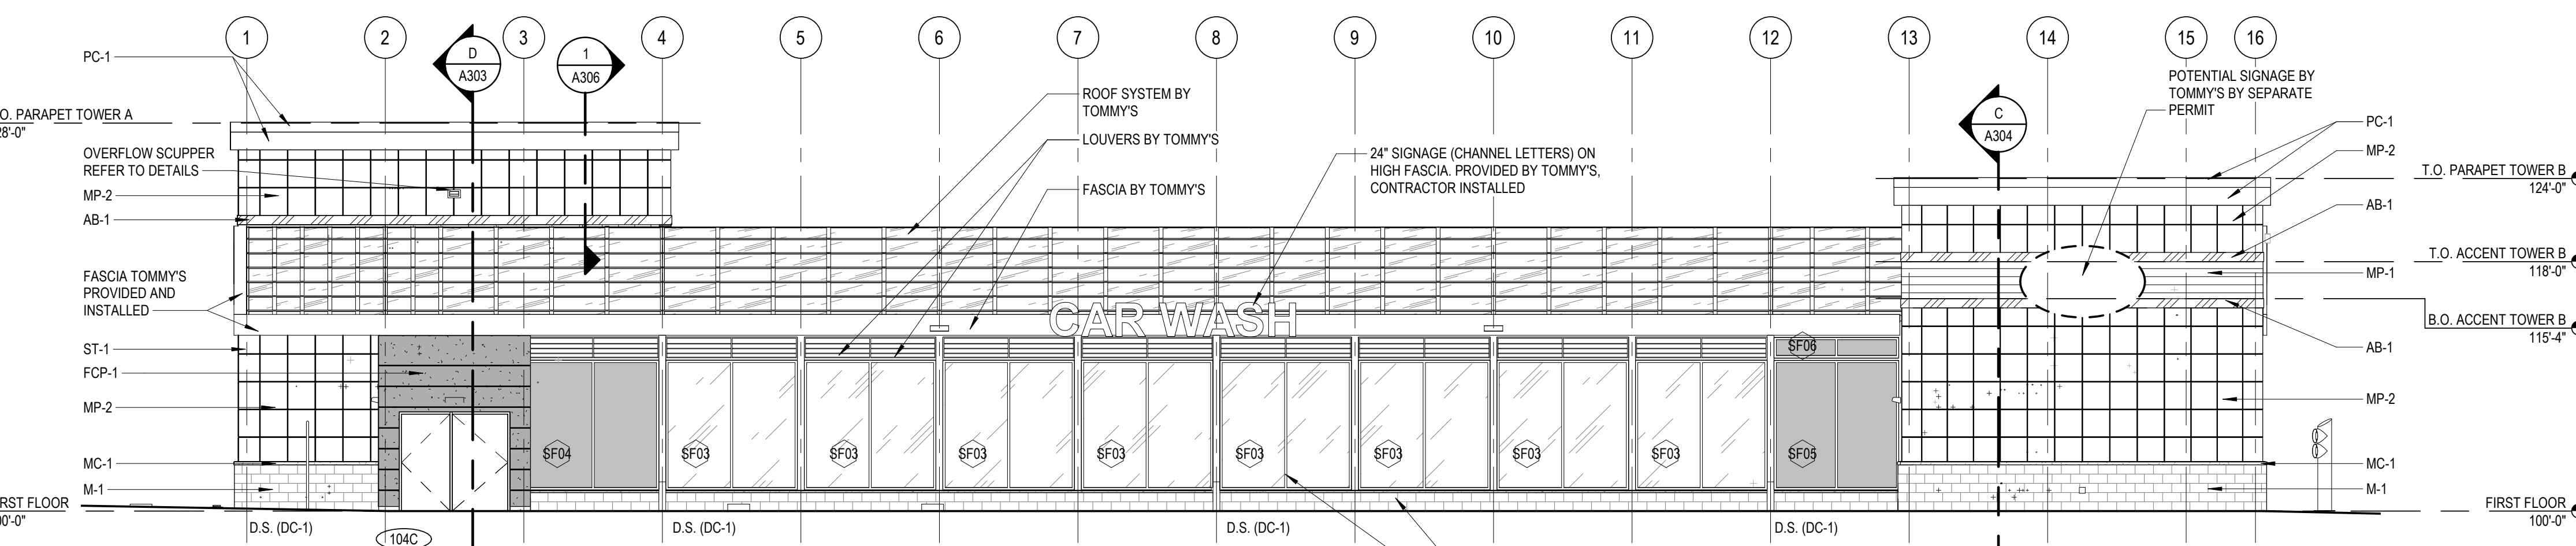 1
2
3
4
5
6
7
8
9
10
11
12
13
14
15
16
D
A303
1
A306
C
A304
PC-1
O. PARAPET TOWER A
28'-0"
OVERFLOW SCUPPER
REFER TO DETAILS
MP-2
AB-1
FASCIA TOMMY'S
PROVIDED AND
INSTALLED
ST-1
FCP-1
MP-2
MC-1
M-1
RST FLOOR
00'-0"
ROOF SYSTEM BY
TOMMY'S
LOUVERS BY TOMMY'S
FASCIA BY TOMMY'S
24" SIGNAGE (CHANNEL LETTERS) ON
HIGH FASCIA. PROVIDED BY TOMMY'S,
CONTRACTOR INSTALLED
POTENTIAL SIGNAGE BY
TOMMY'S BY SEPARATE
PERMIT
CAR WASH
SF04
SF03
SF03
SF03
SF03
SF03
SF03
SF03
SF03
SF06
SF05
PC-1
MP-2
T.O. PARAPET TOWER B
124'-0"
AB-1
T.O. ACCENT TOWER B
118'-0"
MP-1
B.O. ACCENT TOWER B
115'-4"
AB-1
MP-2
MC-1
M-1
FIRST FLOOR
100'-0"
D.S. (DC-1)
D.S. (DC-1)
D.S. (DC-1)
D.S. (DC-1)
104C